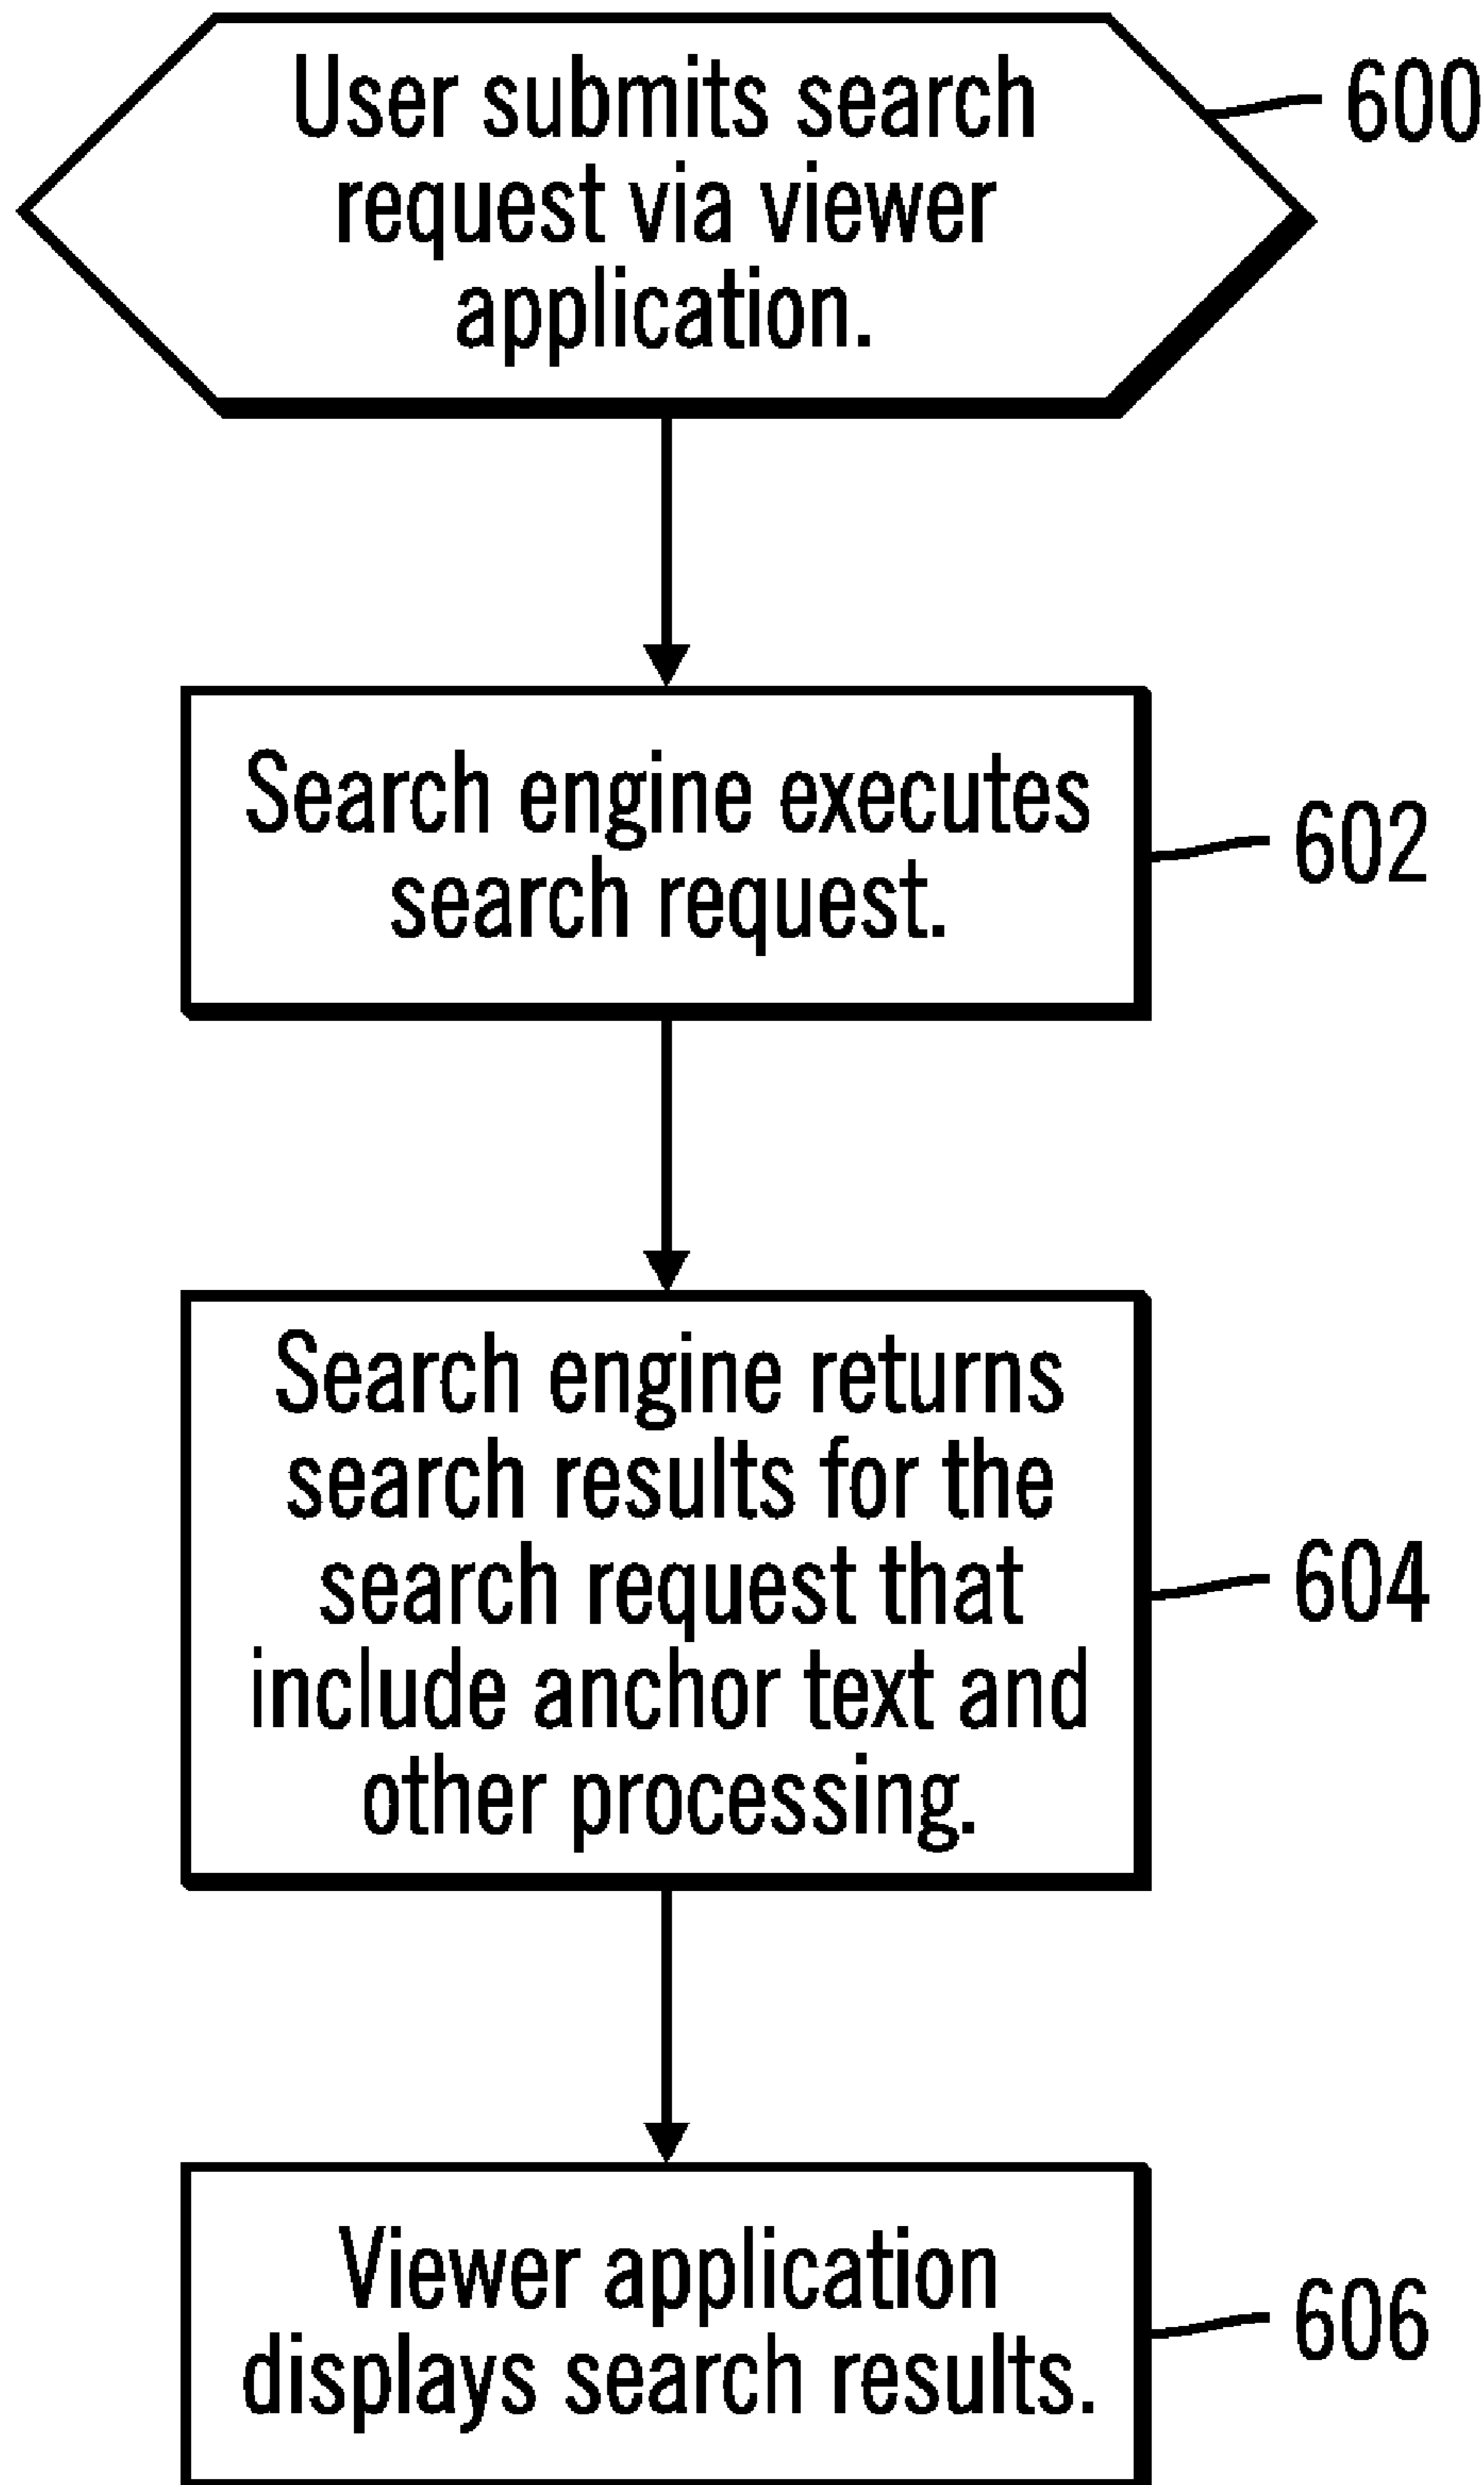 User submits search
request via viewer
application.
600
Search engine executes
search request.
602
Search engine returns
search results for the
search request that
include anchor text and
other processing.
604
Viewer application
displays search results.
606